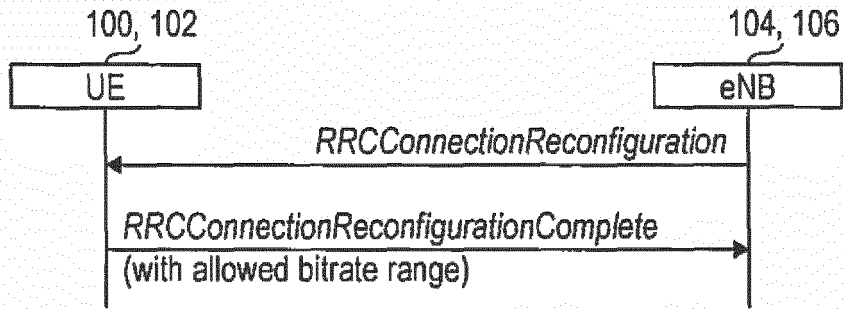 100, 102
104, 106
UE
eNB
RRCConnectionReconfiguration
RRCConnectionReconfigurationComplete
(with allowed bitrate range)